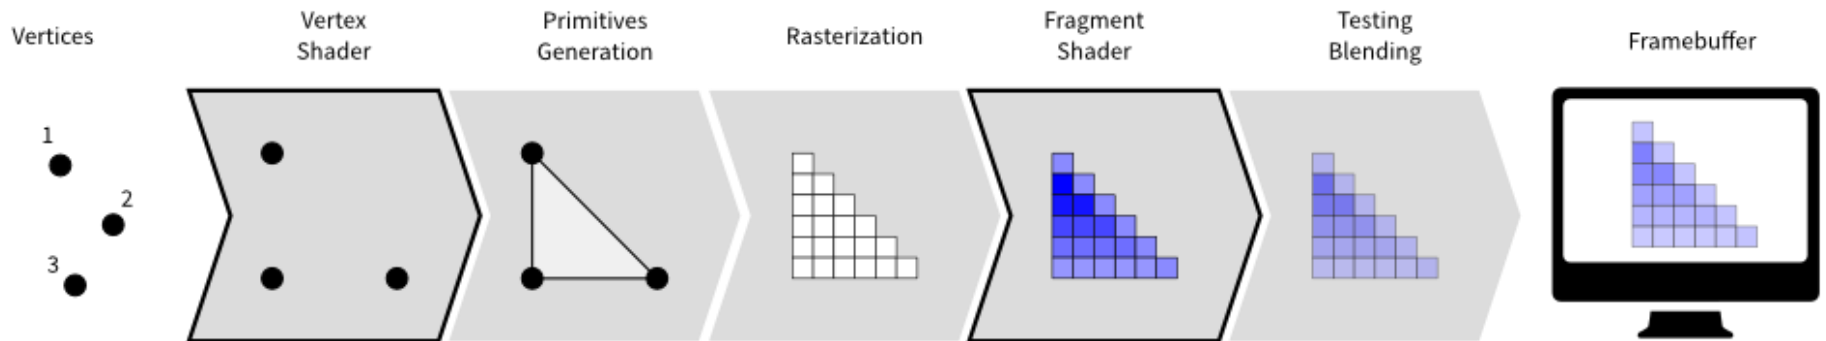 Vertices
Vertex
Shader
Primitives
Generation
Rasterization
Fragment
Shader
Testing
Blending
Framebuffer
1
2
3